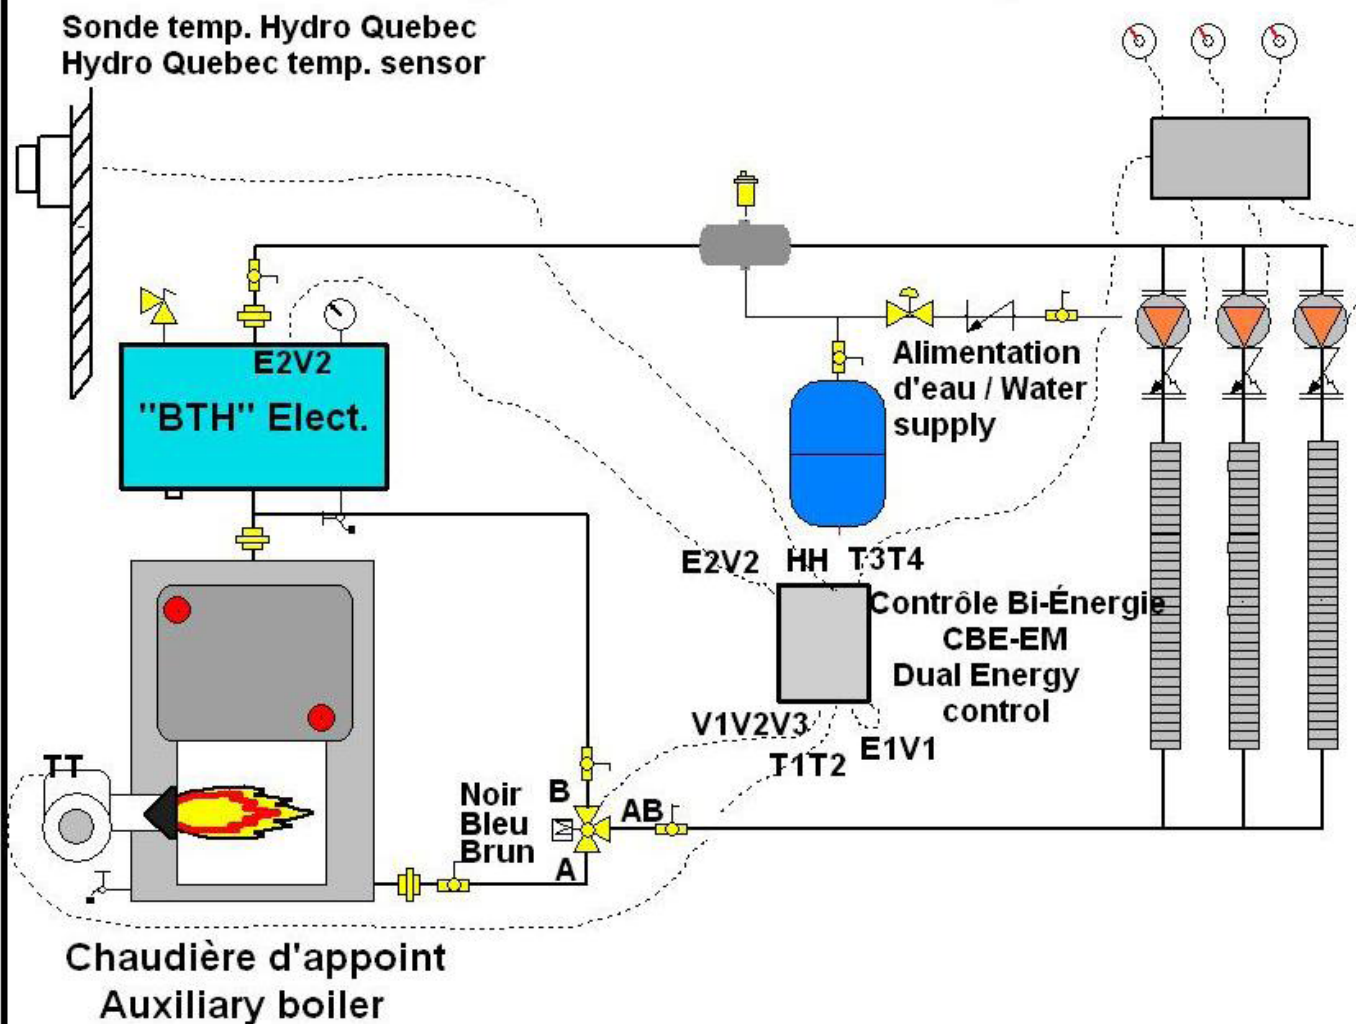 Sonde temp. Hydro Quebec
Hydro Quebec temp. sensor
E2V2
"BTH" Elect.
Alimentation
d'eau / Water
supply
E2V2 HH T3T4
Contrôle Bi-Énergie
CBE-EM
Dual Energy
control
V1V2V3
T1T2
E1V1
TT
Noir
Bleu
Brun
B
AB
A
Chaudière d'appoint
Auxiliary boiler